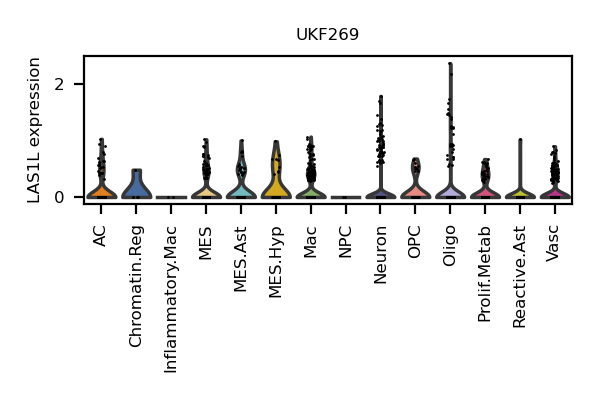 UKF269
LAS1L expression
2
0
AC
Chromatin.Reg
Inflammatory.Mac
MES
MES.Ast
MES.Hyp
Mac
NPC
Neuron
OPC
Oligo
Prolif.Metab
Reactive.Ast
Vasc